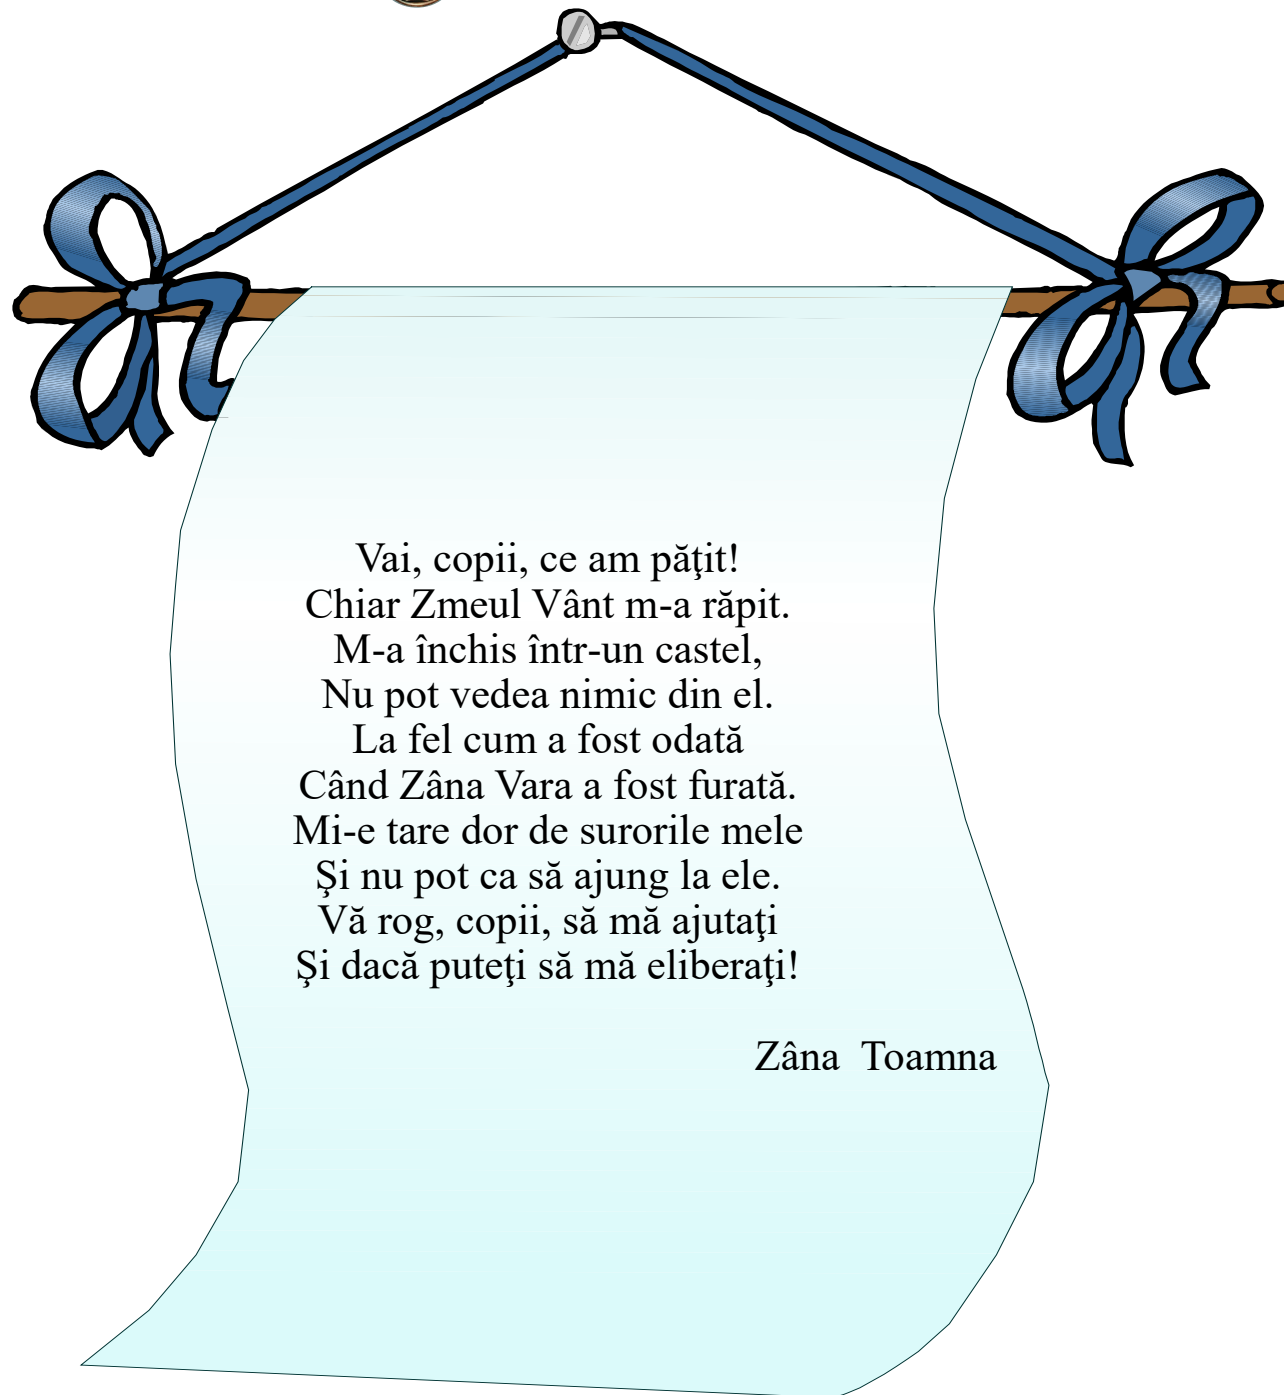 Vai, copii, ce am păţit!
Chiar Zmeul Vânt m-a răpit.
M-a închis într-un castel,
Nu pot vedea nimic din el.
La fel cum a fost odată
Când Zâna Vara a fost furată.
Mi-e tare dor de surorile mele
Şi nu pot ca să ajung la ele.
Vă rog, copii, să mă ajutaţi
Şi dacă puteţi să mă eliberaţi!
Zâna  Toamna